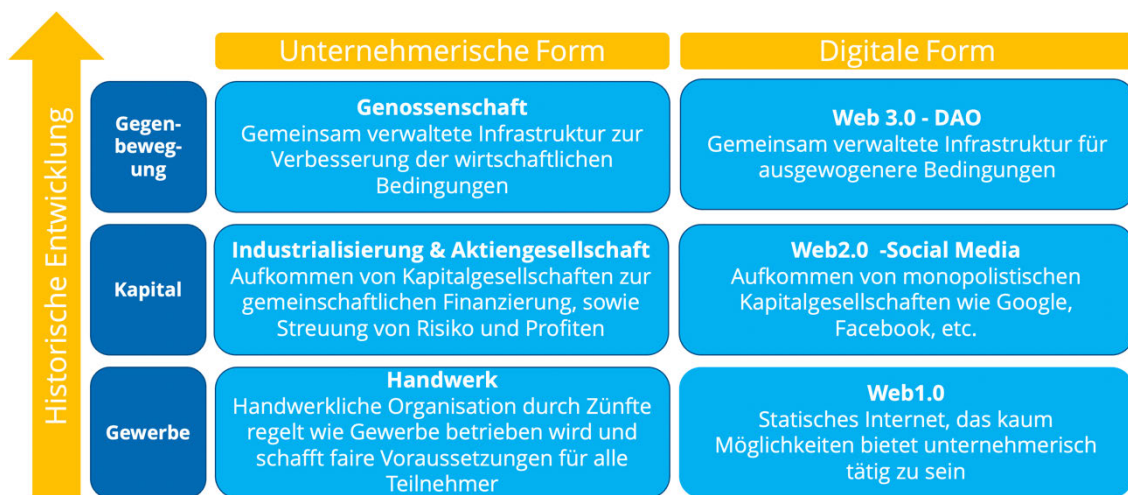 Historische Entwicklung
Unternehmerische Form
Digitale Form
Gegen-
beweg-
ung
Genossenschaft
Gemeinsam verwaltete Infrastruktur zur
Verbesserung der wirtschaftlichen
Bedingungen
Web 3.0 - DAO
Gemeinsam verwaltete Infrastruktur für
ausgewogenere Bedingungen
Kapital
Industrialisierung & Aktiengesellschaft
Aufkommen von Kapitalgesellschaften zur
gemeinschaftlichen Finanzierung, sowie
Streuung von Risiko und Profiten
Web2.0 -Social Media
Aufkommen von monopolistischen
Kapitalgesellschaften wie Google,
Facebook, etc.
Gewerbe
Handwerk
Handwerkliche Organisation durch Zünfte
regelt wie Gewerbe betrieben wird und
schafft faire Voraussetzungen für alle
Teilnehmer
Web1.0
Statisches Internet, das kaum
Möglichkeiten bietet unternehmerisch
tätig zu sein